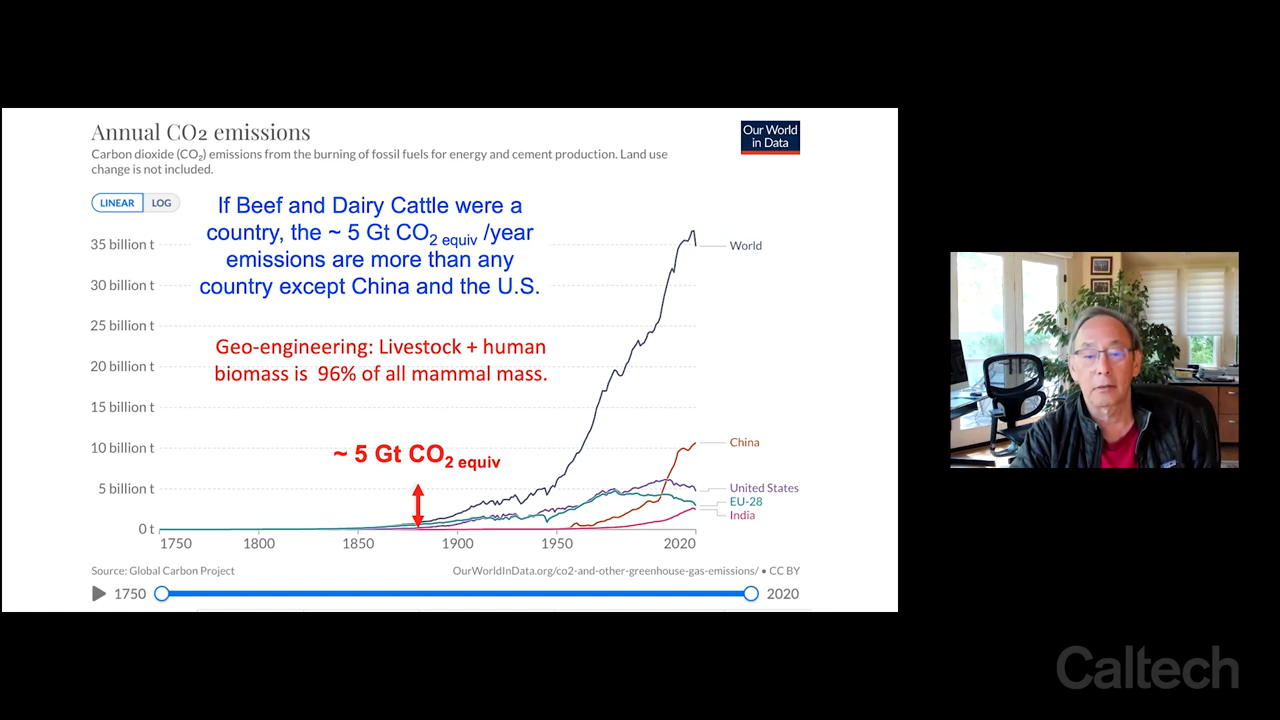 Annual CO2 emissions
Our World
in Data
Carbon dioxide (CO₂) emissions from the burning of fossil fuels for energy and cement production. Land use
change is not included.
LINEAR LOG
If Beef and Dairy Cattle were a
country, the ~ 5 Gt CO2 equiv /year
emissions are more than any
country except China and the U.S.
Geo-engineering: Livestock + human
biomass is 96% of all mammal mass.
~ 5 Gt CO2 equiv
35 billion t
30 billion t
25 billion t
20 billion t
15 billion t
10 billion t
5 billion t
0 t
World
China
United States
EU-28
India
1750 1800 1850 1900 1950 2020
Source: Global Carbon Project
OurWorldInData.org/co2-and-other-greenhouse-gas-emissions/ • CC BY
1750 2020
Caltech